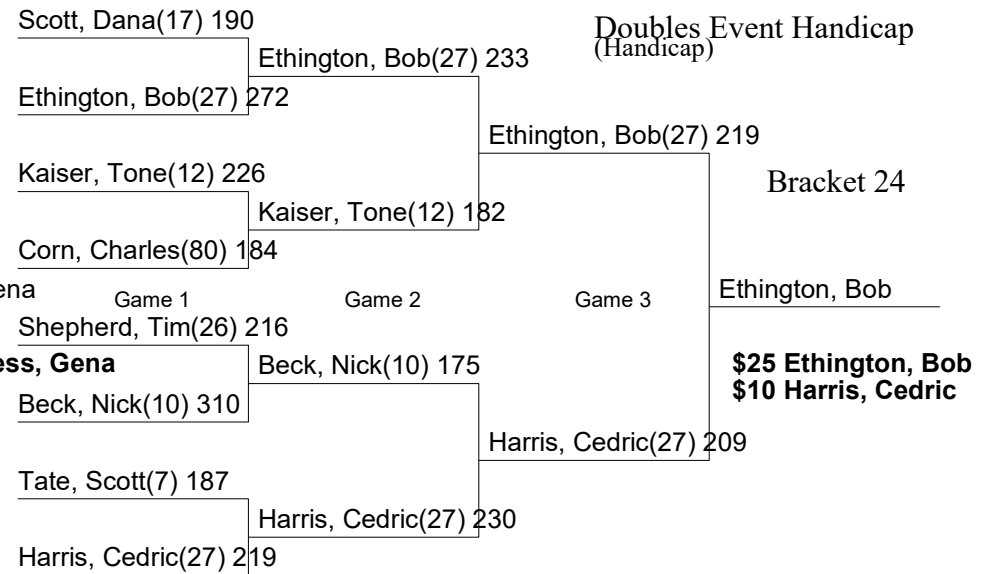 Scott, Dana(17) 190
Doubles Event Handicap
(Handicap)
Ethington, Bob(27) 233
Ethington, Bob(27) 272
Ethington, Bob(27) 219
Kaiser, Tone(12) 226
Bracket 24
Kaiser, Tone(12) 182
Corn, Charles(80) 184
ena
Game 1
Game 2
Game 3
Ethington, Bob
Shepherd, Tim(26) 216
ess, Gena
Beck, Nick(10) 175
$25 Ethington, Bob
$10 Harris, Cedric
Beck, Nick(10) 310
Harris, Cedric(27) 209
Tate, Scott(7) 187
Harris, Cedric(27) 230
Harris, Cedric(27) 219